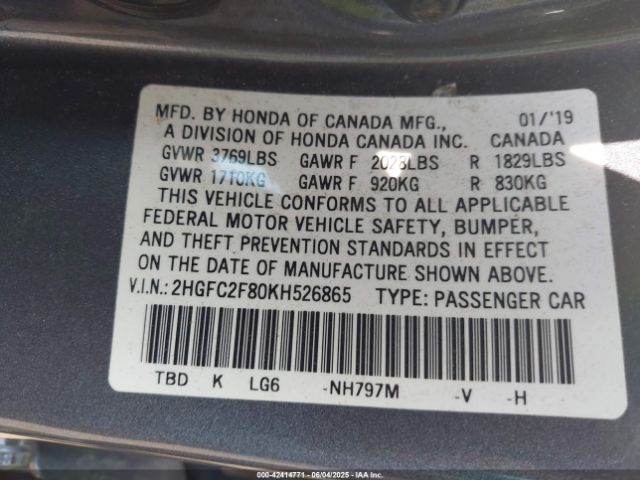 MFD. BY HONDA OF CANADA MFG., 01/'19
A DIVISION OF HONDA CANADA INC. CANADA
GVWR 3769LBS GAWR F 2028LBS R 1829LBS
GVWR 1710KG GAWR F 920KG R 830KG
THIS VEHICLE CONFORMS TO ALL APPLICABLE
FEDERAL MOTOR VEHICLE SAFETY, BUMPER,
AND THEFT PREVENTION STANDARDS IN EFFECT
ON THE DATE OF MANUFACTURE SHOWN ABOVE.
V.I.N.: 2HGFC2F80KH526865 TYPE: PASSENGER CAR
TBD K LG6 -NH797M -V -H
000-42414771 - 06/04/2025 - IAA Inc.